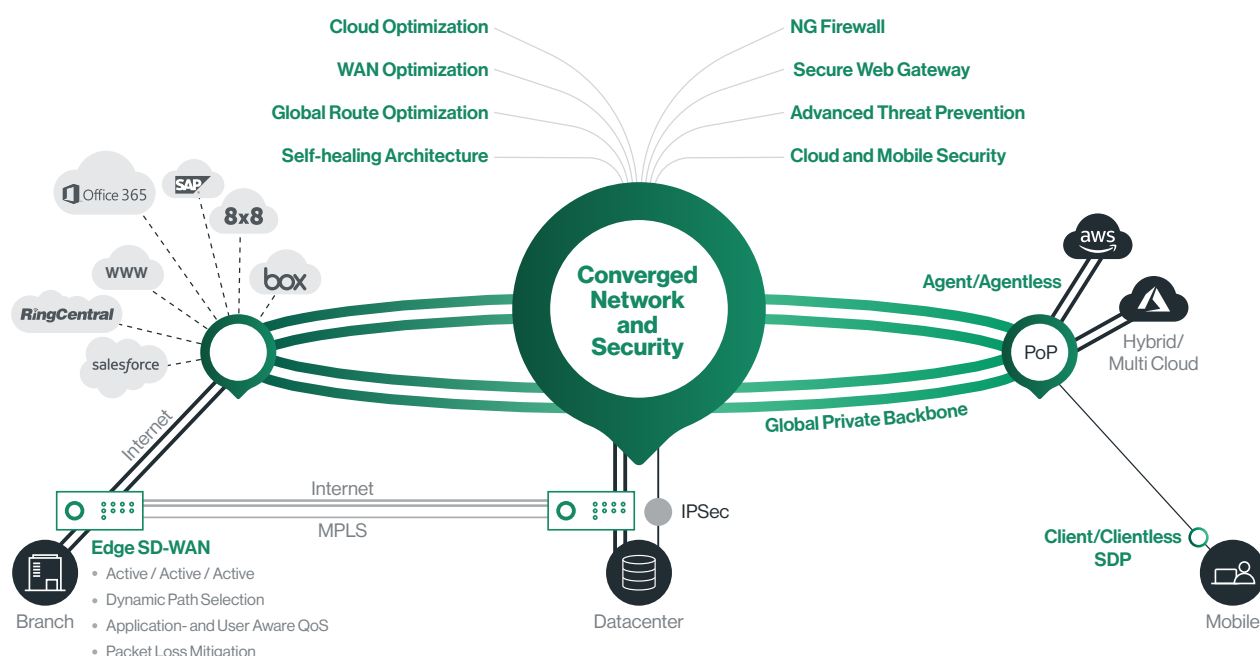 Cloud Optimization
WAN Optimization
Global Route Optimization
Self-healing Architecture
NG Firewall
Secure Web Gateway
Advanced Threat Prevention
Cloud and Mobile Security
Office 365
SAP
8x8
www
box
RingCentral
salesforce
Converged
Network
and
Security
Agent/Agentless
aws
PoP
Hybrid/
Multi Cloud
Global Private Backbone
Internet
Internet
MPLS
IPSec
Edge SD-WAN
• Active / Active / Active
• Dynamic Path Selection
• Application- and User Aware QoS
• Packet Loss Mitigation
Branch
Datacenter
Client/Clientless
SDP
Mobile